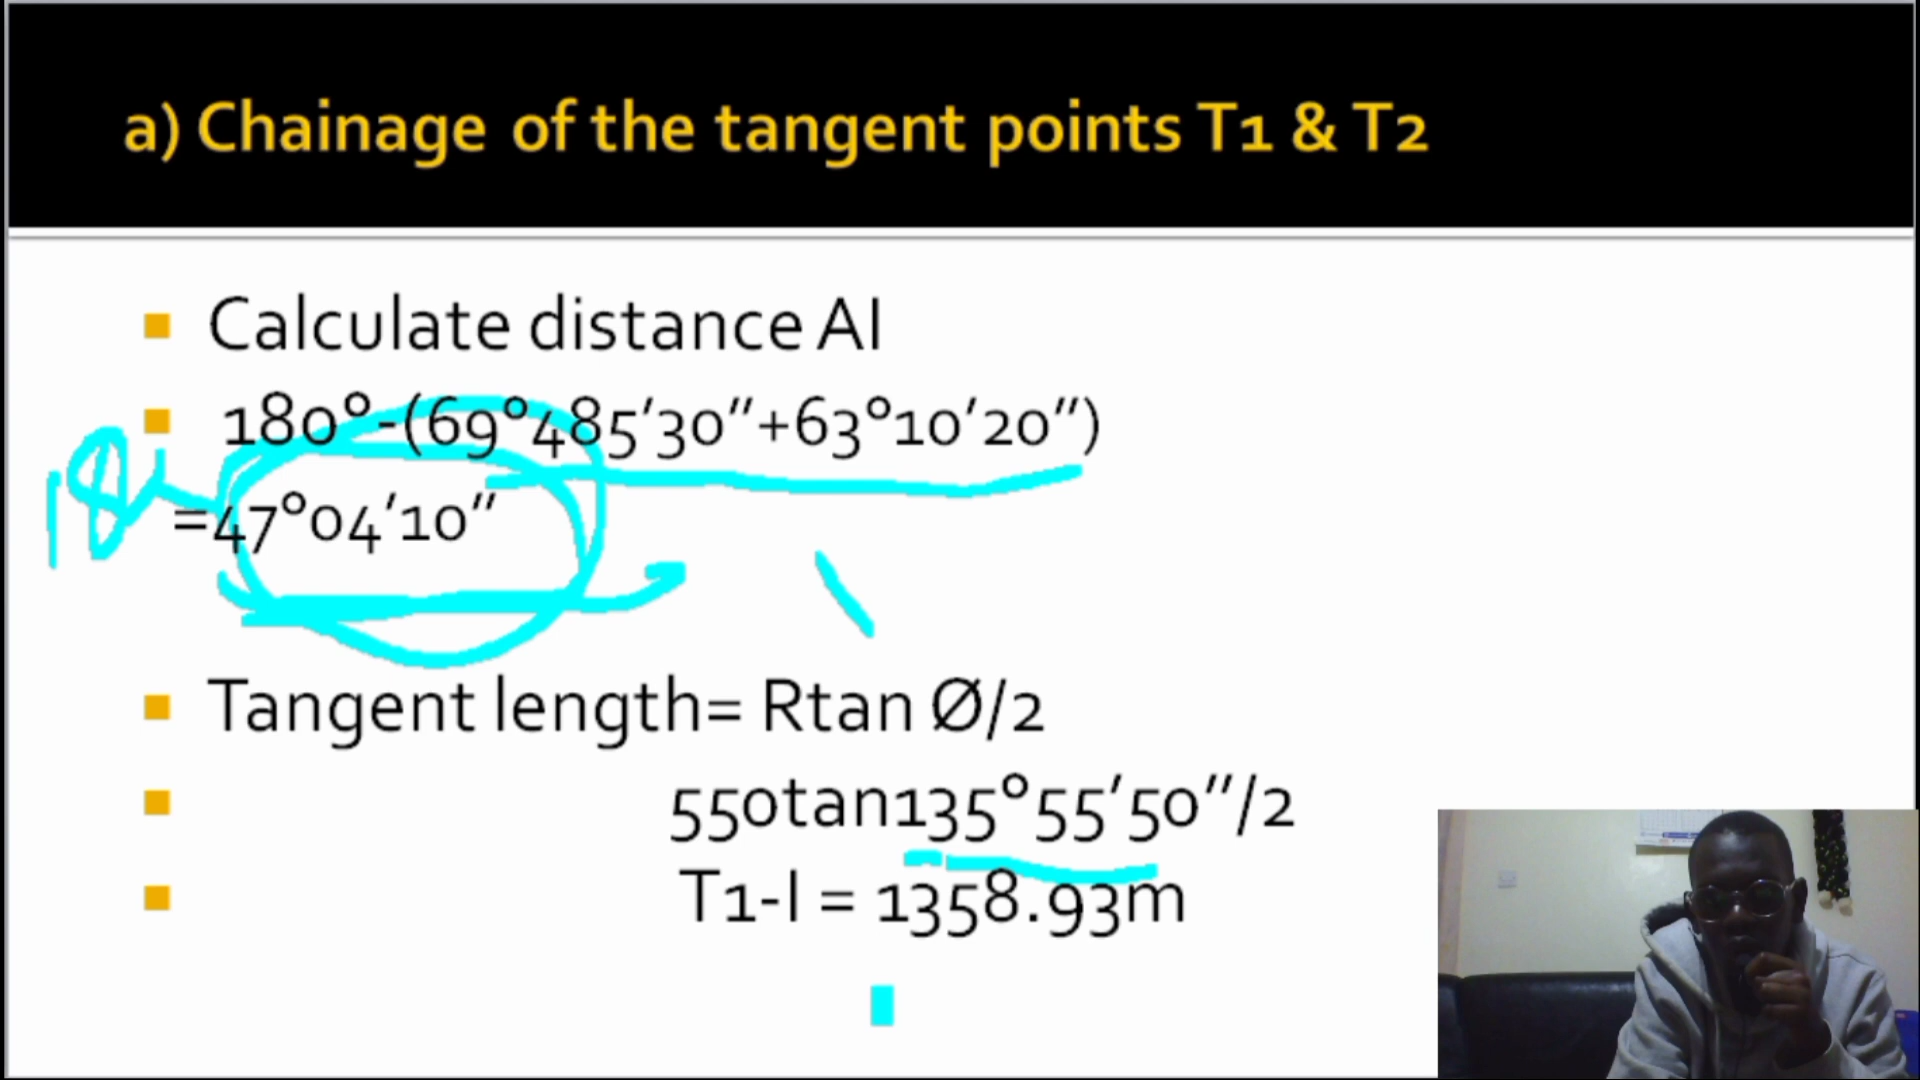 a) Chainage of the tangent points T1 & T2
Calculate distance AI
180° -(69°485'30"+63°10'20")
18
=47°04'10"
Tangent length= Rtan Ø/2
550tan135°55'50"/2
T1-I = 1358.93m